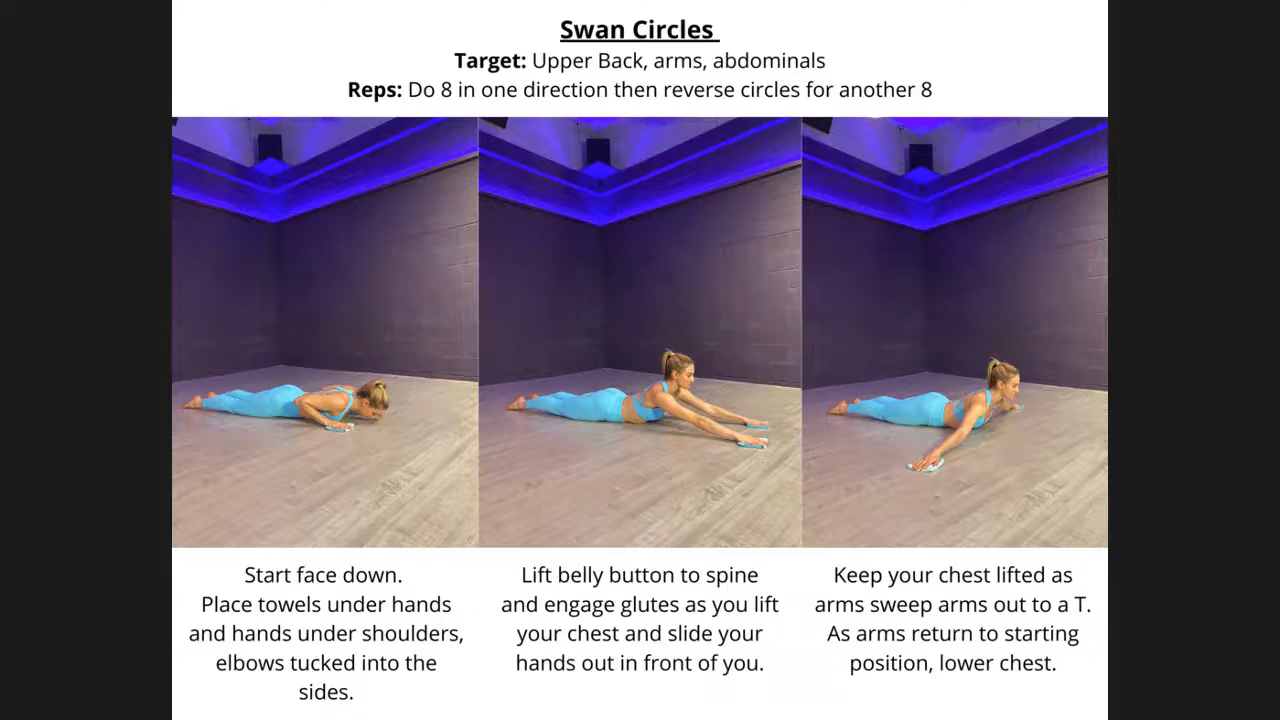 Swan Circles
Target: Upper Back, arms, abdominals
Reps: Do 8 in one direction then reverse circles for another 8
Start face down.
Place towels under hands
and hands under shoulders,
elbows tucked into the
sides.
Lift belly button to spine
and engage glutes as you lift
your chest and slide your
hands out in front of you.
Keep your chest lifted as
arms sweep arms out to a T.
As arms return to starting
position, lower chest.